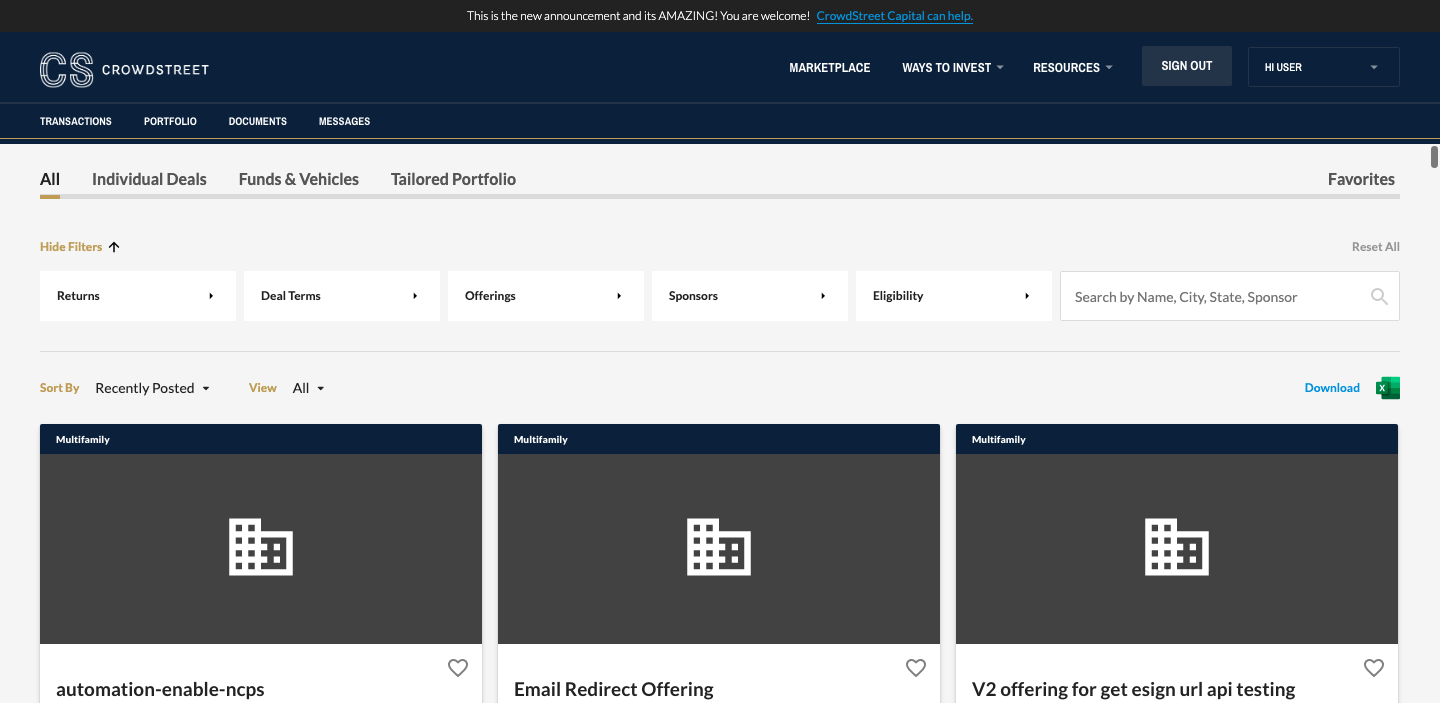 This is the new announcement and its AMAZING! You are welcome! CrowdStreet Capital can help.
CS CROWDSTREET
MARKETPLACE WAYS TO INVEST RESOURCES SIGN OUT HI USER
TRANSACTIONS PORTFOLIO DOCUMENTS MESSAGES
All Individual Deals Funds & Vehicles Tailored Portfolio Favorites
Hide Filters Reset All
Returns Deal Terms Offerings Sponsors Eligibility Search by Name, City, State, Sponsor
Sort By Recently Posted View All Download X
Multifamily Multifamily Multifamily
automation-enable-ncps Email Redirect Offering V2 offering for get esign url api testing